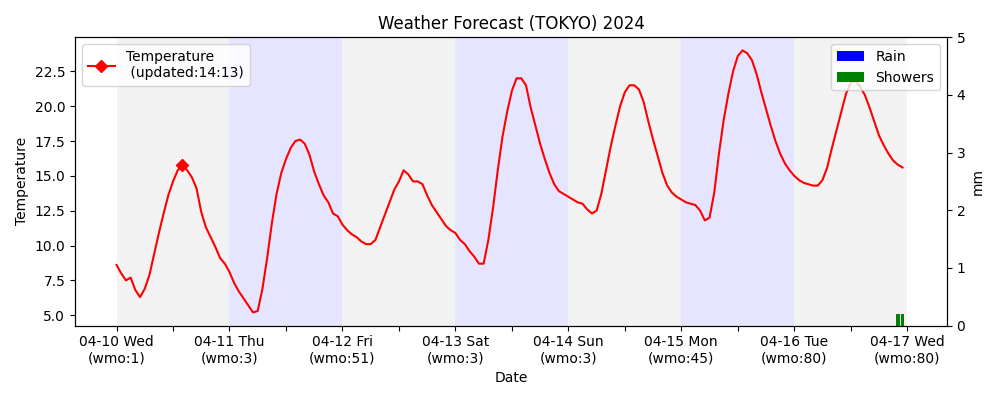 Weather Forecast (TOKYO) 2024
Temperature
(updated:14:13)
Rain
Showers
Temperature
22.5
20.0
17.5
15.0
12.5
10.0
7.5
5.0
5
4
3
2
1
0
mm
04-10 Wed
(wmo:1)
04-11 Thu
(wmo:3)
04-12 Fri
(wmo:51)
04-13 Sat
(wmo:3)
04-14 Sun
(wmo:3)
04-15 Mon
(wmo:45)
04-16 Tue
(wmo:80)
04-17 Wed
(wmo:80)
Date